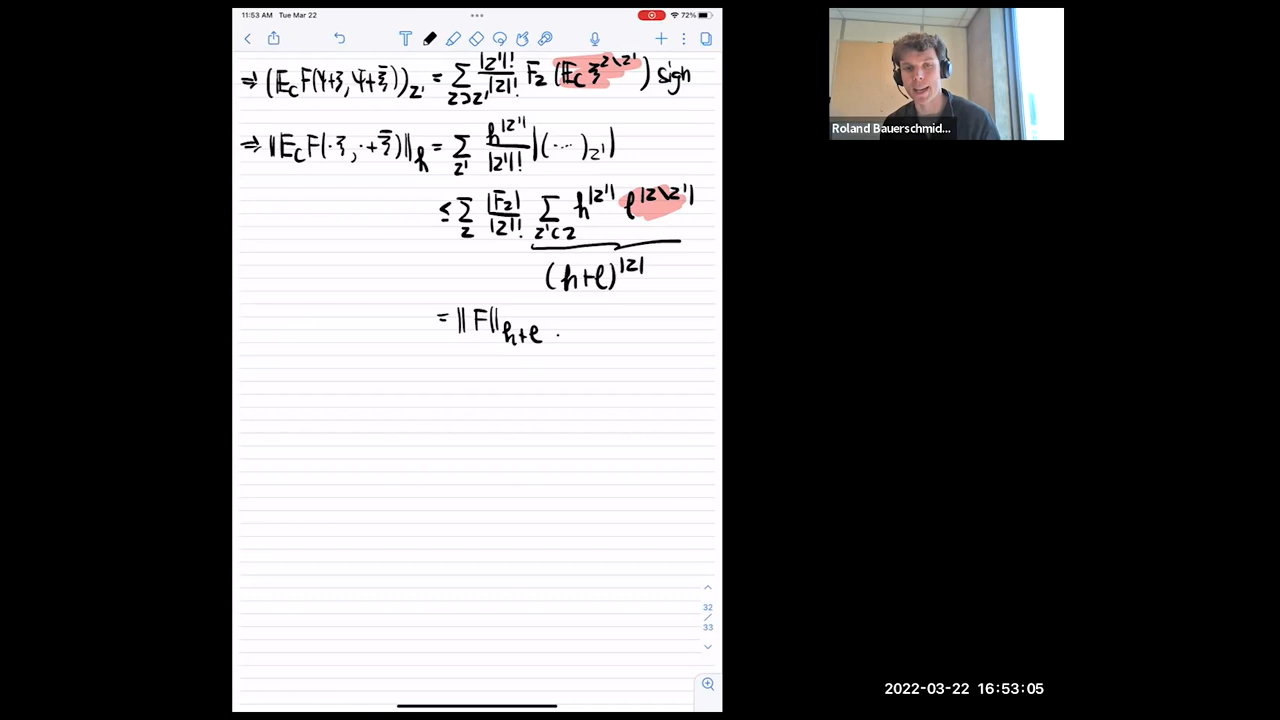 11:53 AM Tue Mar 22
72%
⇒ (𝔼_C F(ψ+ξ, ψ̄+ξ̄))_{z'} = Σ_{z⊃z'} |z'|!/|z|! F_z (𝔼_C ξ^{z\z'}) sign
⇒ ‖𝔼_C F(·+ξ, ·+ξ̄)‖_h = Σ_{z'} h^{|z'|}/|z'|! |(⋯)_{z'}|
≤ Σ_z |F_z|/|z|! Σ_{z'⊂z} h^{|z'|} ℓ^{|z\z'|}
(h+ℓ)^{|z|}
= ‖F‖_{h+ℓ} .
32
/
33
Roland Bauerschmid...
2022-03-22 16:53:05